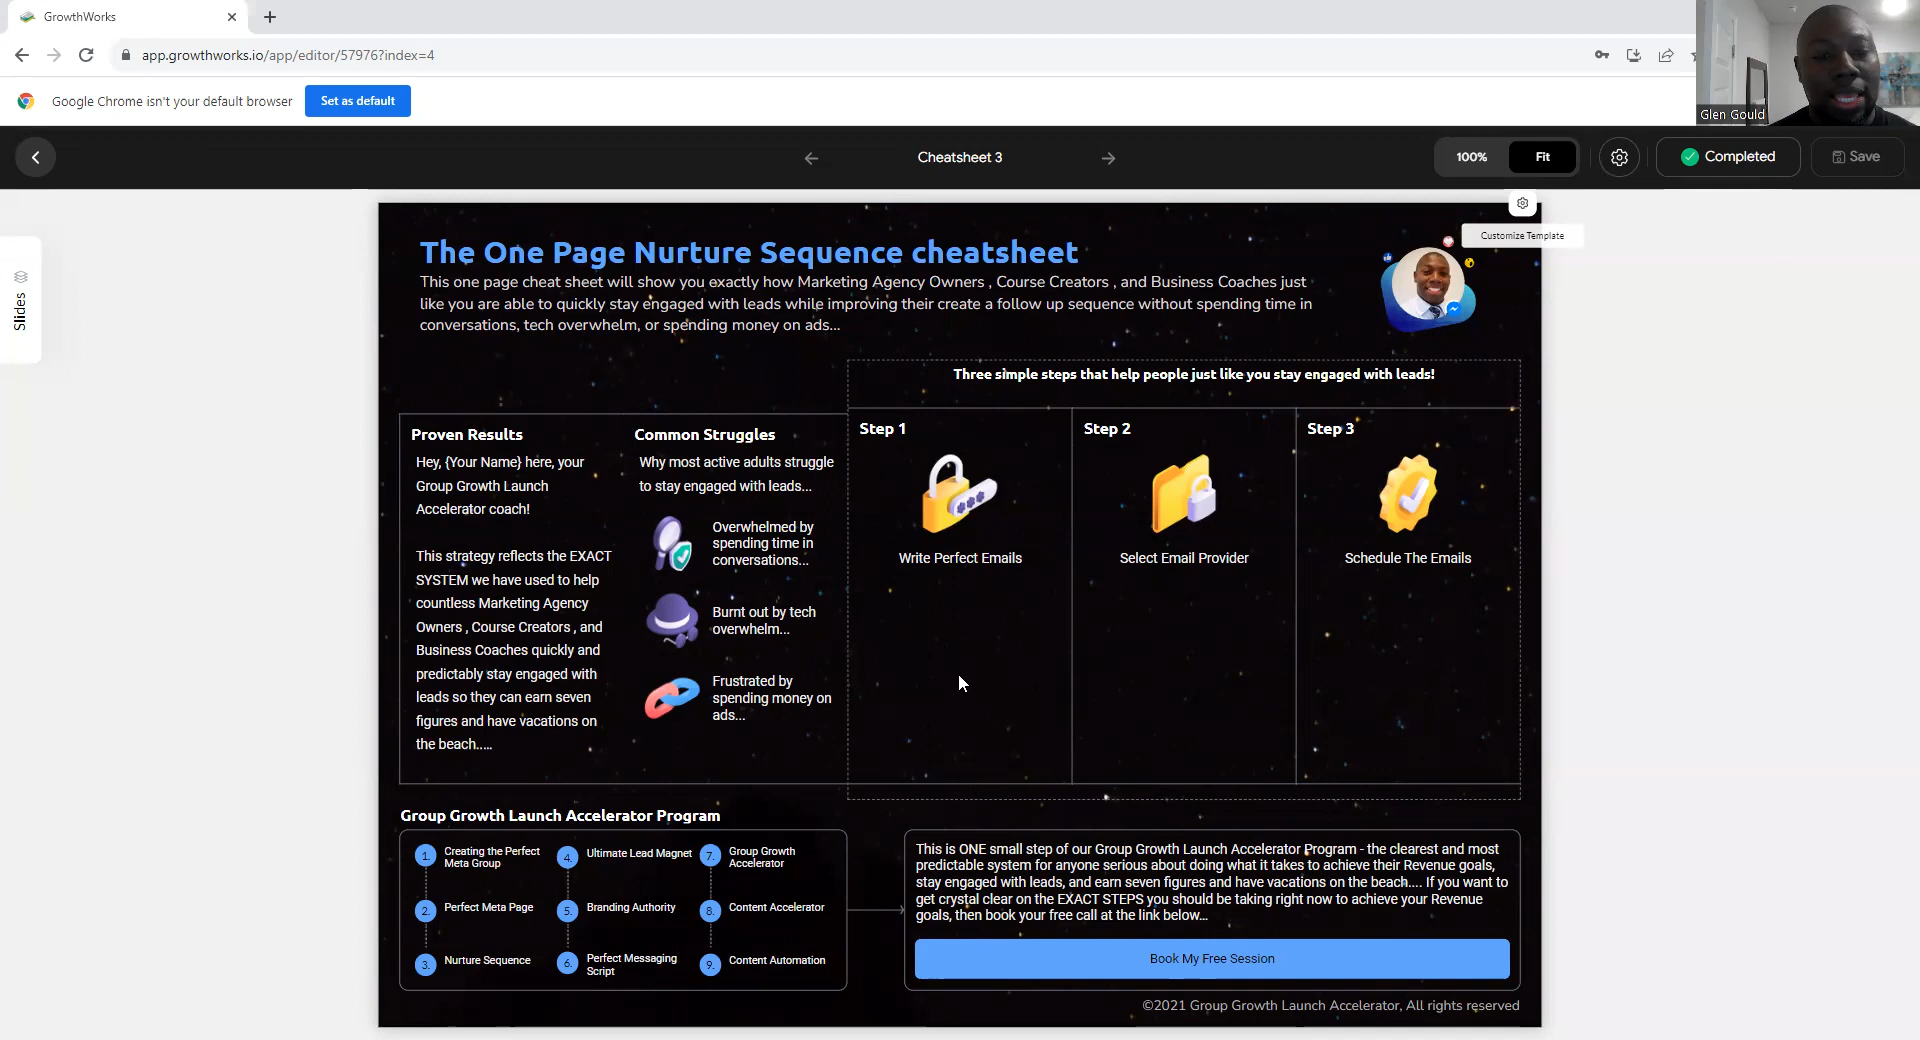 GrowthWorks
app.growthworks.io/app/editor/57976?index=4
Google Chrome isn't your default browser
Set as default
Glen Gould
Cheatsheet 3
100%
Fit
Completed
Save
Customize Template
Slides
The One Page Nurture Sequence cheatsheet
This one page cheat sheet will show you exactly how Marketing Agency Owners , Course Creators , and Business Coaches just
like you are able to quickly stay engaged with leads while improving their create a follow up sequence without spending time in
conversations, tech overwhelm, or spending money on ads...
Three simple steps that help people just like you stay engaged with leads!
Proven Results
Hey, {Your Name} here, your
Group Growth Launch
Accelerator coach!
This strategy reflects the EXACT
SYSTEM we have used to help
countless Marketing Agency
Owners , Course Creators , and
Business Coaches quickly and
predictably stay engaged with
leads so they can earn seven
figures and have vacations on
the beach.....
Common Struggles
Why most active adults struggle
to stay engaged with leads...
Overwhelmed by
spending time in
conversations...
Burnt out by tech
overwhelm...
Frustrated by
spending money on
ads...
Step 1
Write Perfect Emails
Step 2
Select Email Provider
Step 3
Schedule The Emails
Group Growth Launch Accelerator Program
1. Creating the Perfect
Meta Group
2. Perfect Meta Page
3. Nurture Sequence
4. Ultimate Lead Magnet
5. Branding Authority
6. Perfect Messaging
Script
7. Group Growth
Accelerator
8. Content Accelerator
9. Content Automation
This is ONE small step of our Group Growth Launch Accelerator Program - the clearest and most
predictable system for anyone serious about doing what it takes to achieve their Revenue goals,
stay engaged with leads, and earn seven figures and have vacations on the beach.... If you want to
get crystal clear on the EXACT STEPS you should be taking right now to achieve your Revenue
goals, then book your free call at the link below...
Book My Free Session
©2021 Group Growth Launch Accelerator, All rights reserved